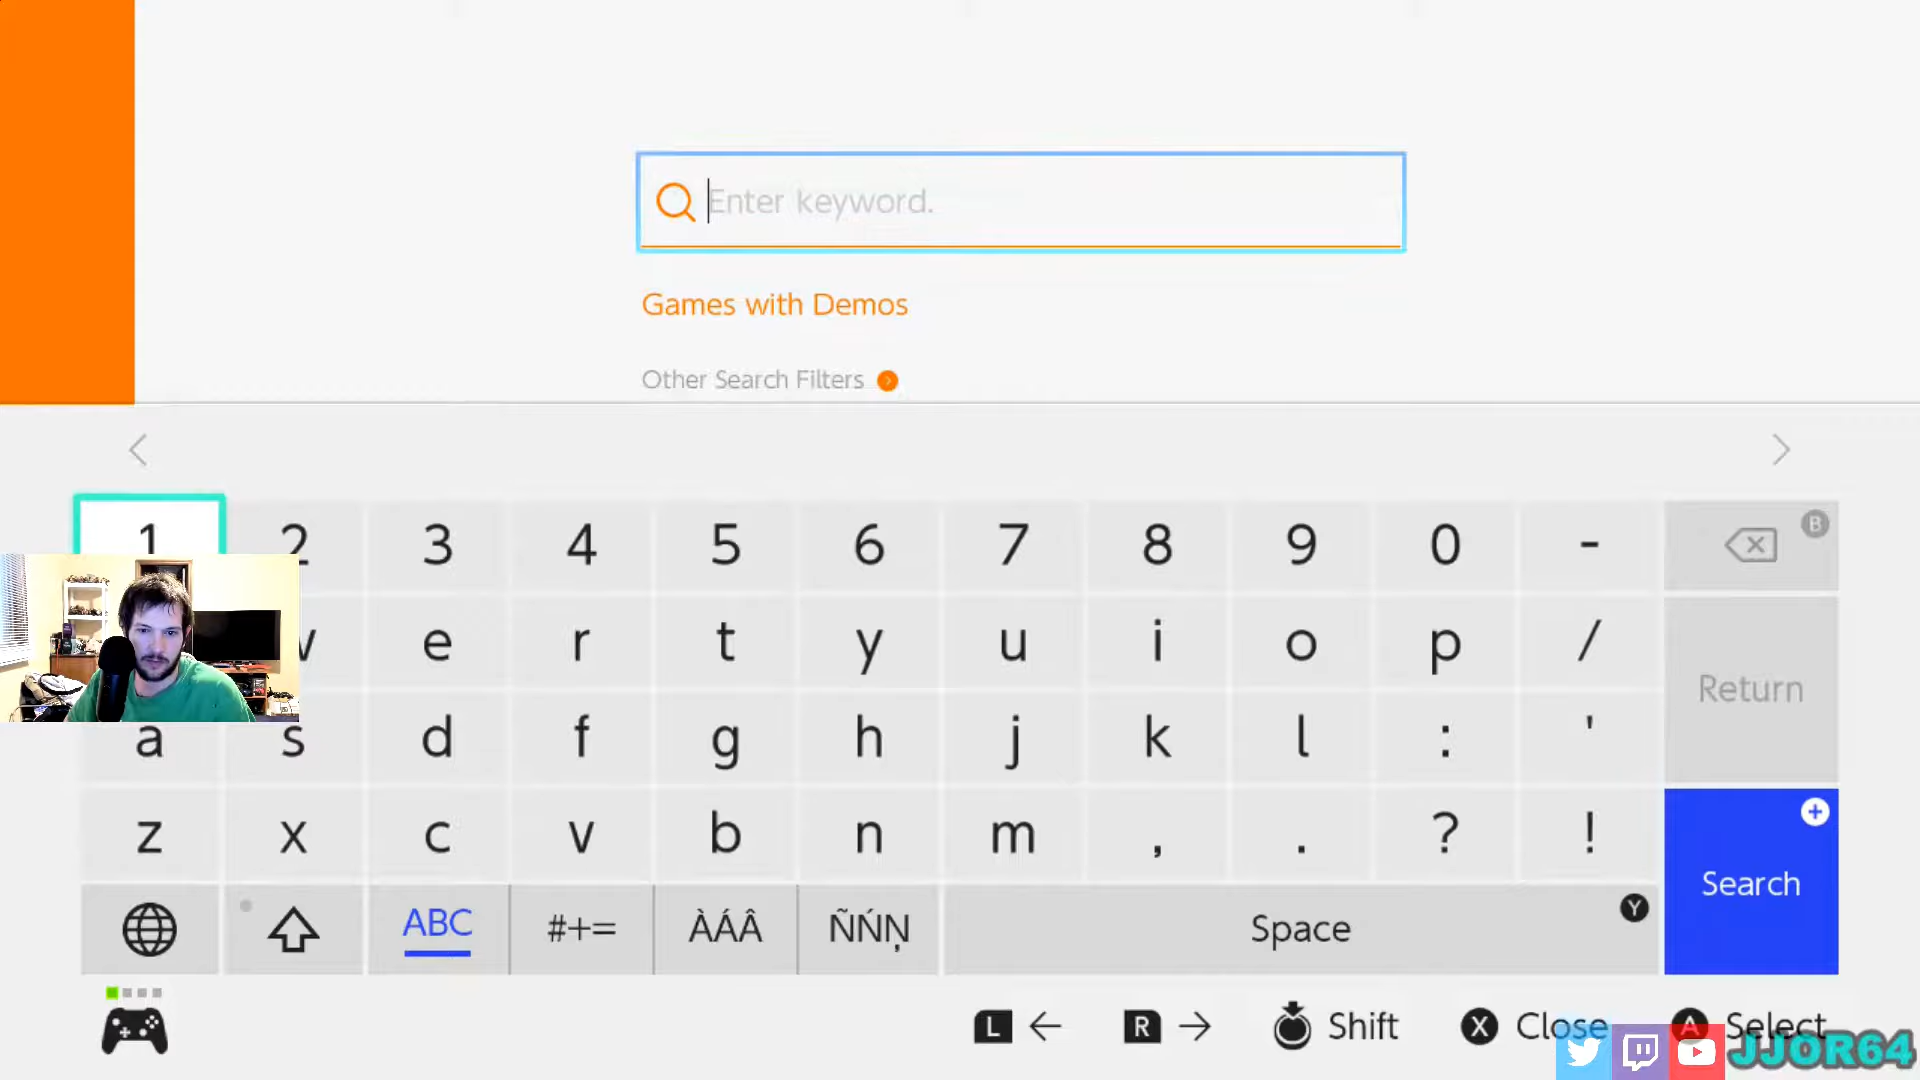 Enter keyword.
Games with Demos
Other Search Filters
1 2 3 4 5 6 7 8 9 0 - B
e r t y u i o p / Return
a s d f g h j k l : '
z x c v b n m , . ? ! Search
ABC #+= ÀÁÂ ÑŃŅ Space Y
L ← R → Shift X Close A Select
JJOR64